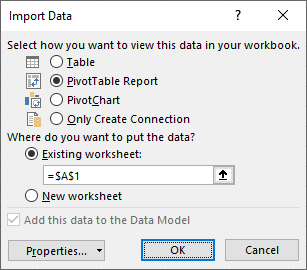 Import Data
?
Select how you want to view this data in your workbook.
Table
PivotTable Report
PivotChart
Only Create Connection
Where do you want to put the data?
Existing worksheet:
=$A$1
New worksheet
Add this data to the Data Model
Properties...
OK
Cancel